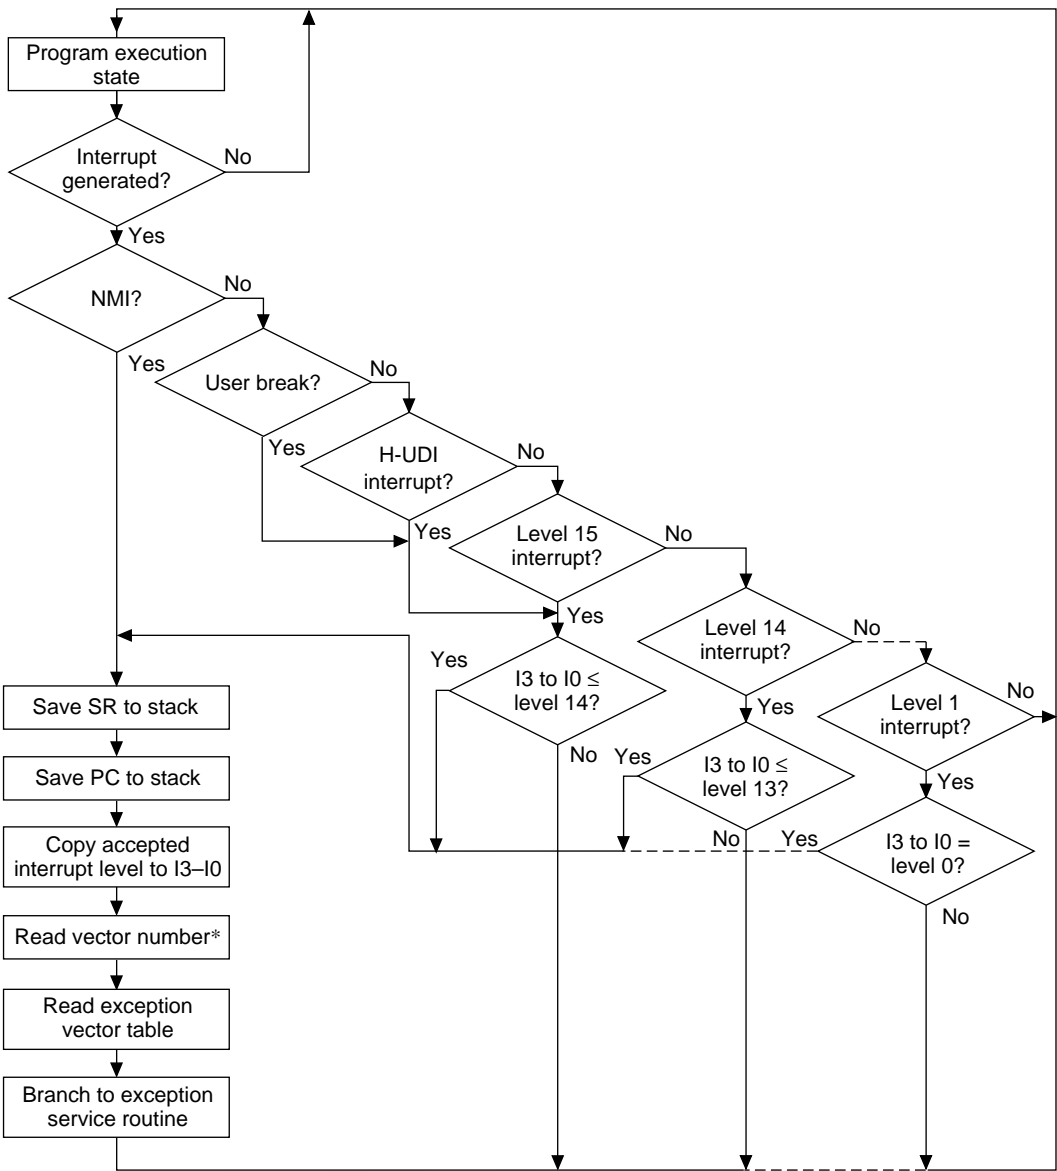 Program execution
state
Interrupt
generated?
No
Yes
NMI?
No
Yes
User break?
No
Yes
H-UDI
interrupt?
No
Yes
Level 15
interrupt?
No
Yes
Level 14
interrupt?
No
Yes
Level 1
interrupt?
No
Yes
Yes
I3 to I0 ≤
level 14?
No
Yes
I3 to I0 ≤
level 13?
No
Yes
I3 to I0 =
level 0?
No
Save SR to stack
Save PC to stack
Copy accepted
interrupt level to I3–I0
Read vector number*
Read exception
vector table
Branch to exception
service routine